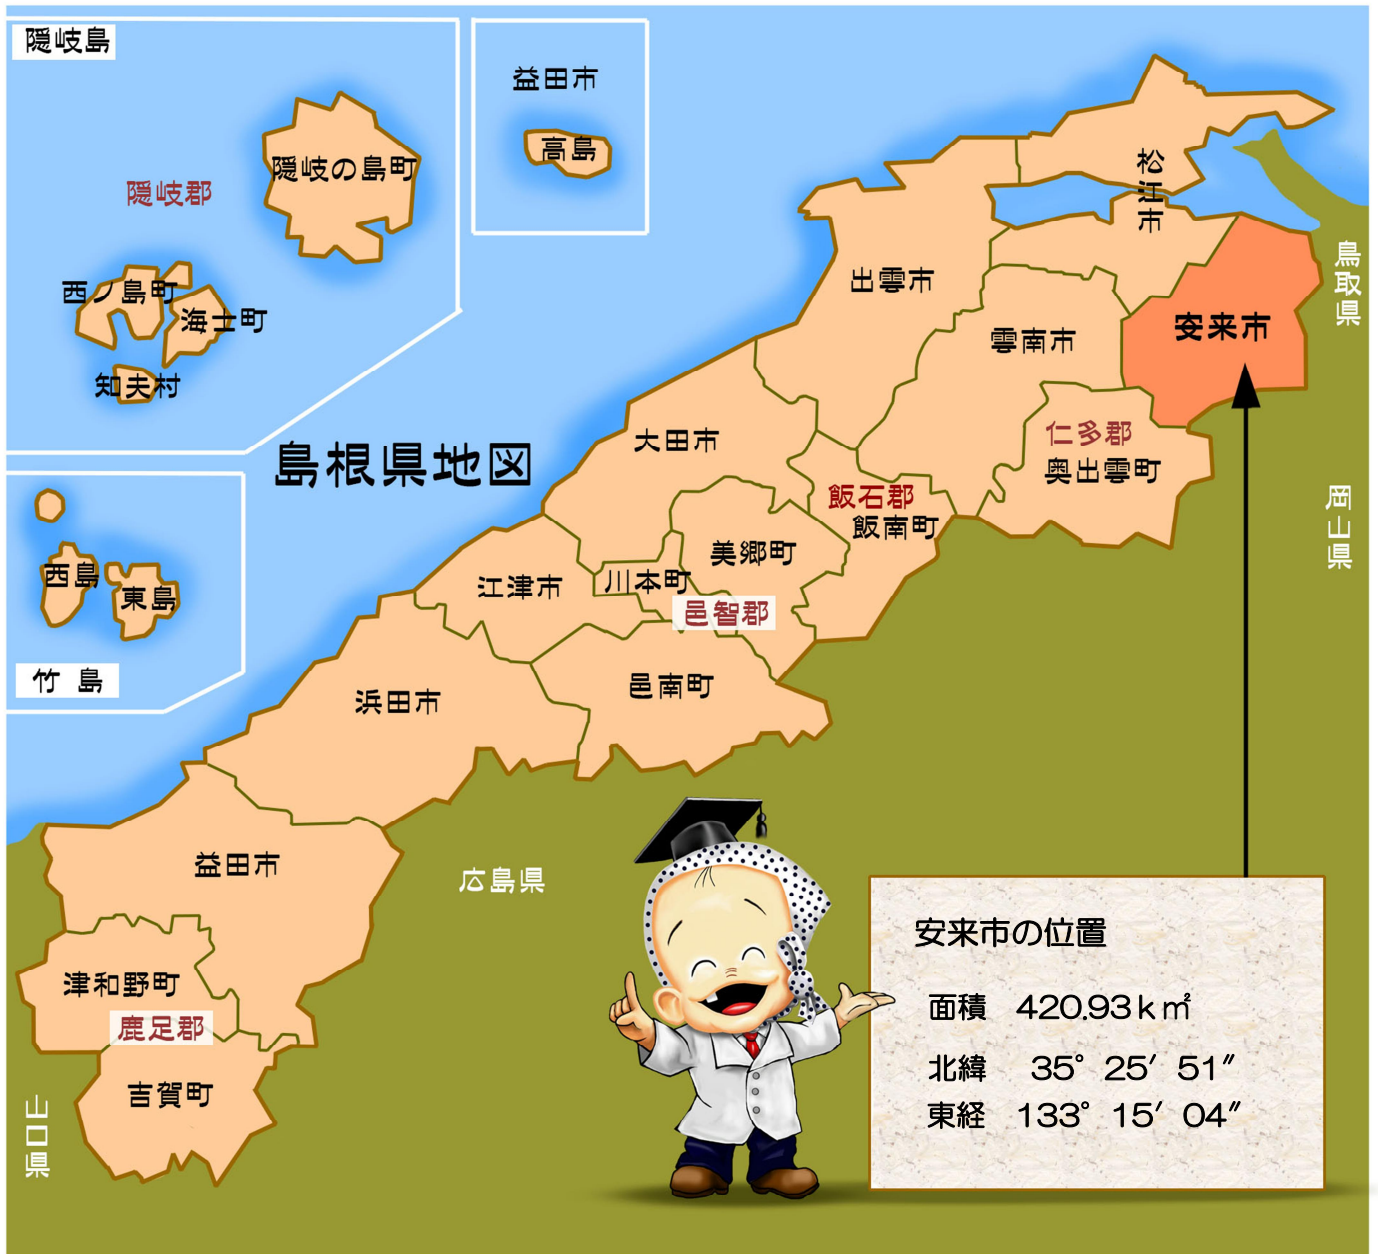 隠岐島
隠岐の島町
隠岐郡
西ノ島町
海士町
知夫村
益田市
高島
松江市
鳥取県
出雲市
安来市
雲南市
仁多郡
奥出雲町
大田市
島根県地図
飯石郡
飯南町
岡山県
美郷町
江津市
川本町
邑智郡
西島
東島
竹島
浜田市
邑南町
益田市
広島県
津和野町
鹿足郡
吉賀町
山口県
安来市の位置
面積 420.93k㎡
北緯 35° 25′ 51″
東経 133° 15′ 04″